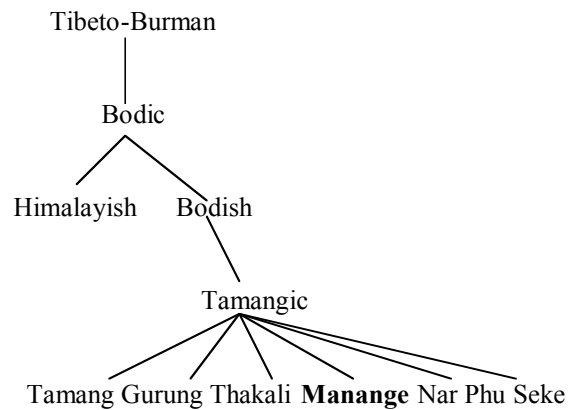 Tibeto-Burman
Bodic
Himalayish Bodish
Tamangic
Tamang Gurung Thakali Manange Nar Phu Seke